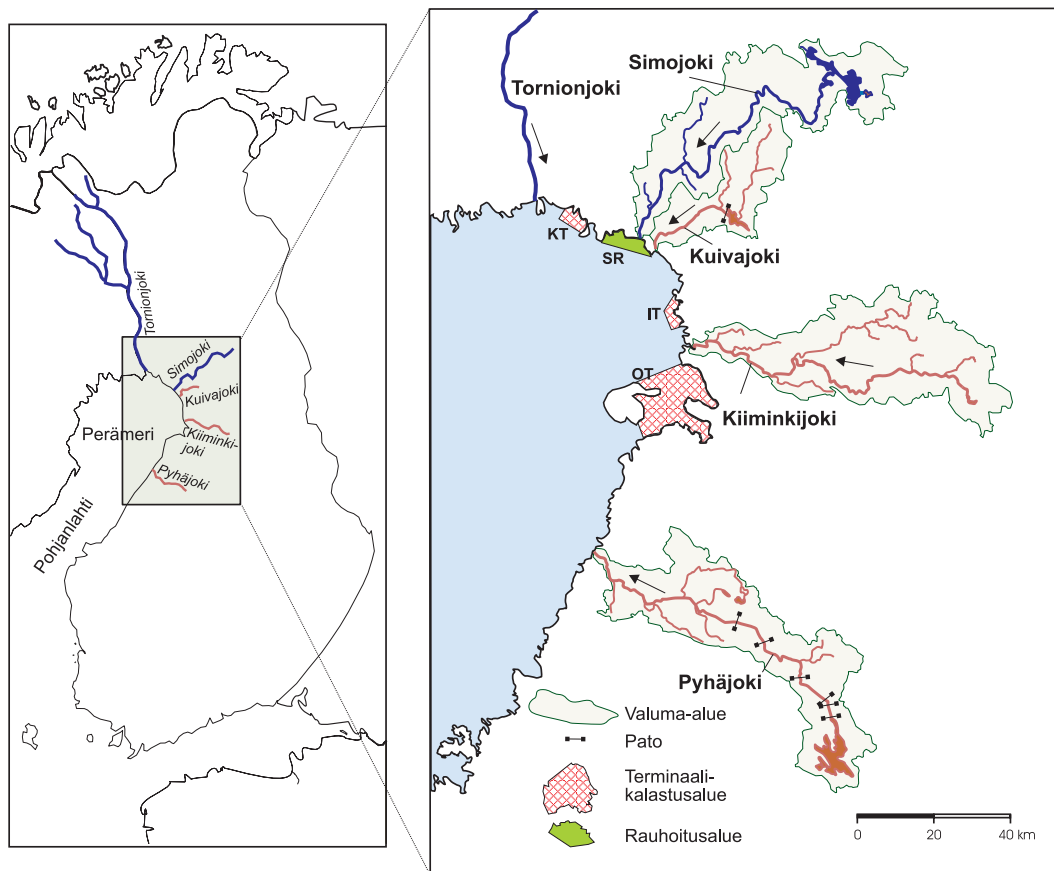 Tornionjoki
Simojoki
Kuivajoki
Kiiminki-
joki
Pyhäjoki
Perämeri
Pohjanlahti
Tornionjoki
Simojoki
KT
SR
Kuivajoki
IT
OT
Kiiminkijoki
Pyhäjoki
Valuma-alue
Pato
Terminaali-
kalastusalue
Rauhoitusalue
0 20 40 km